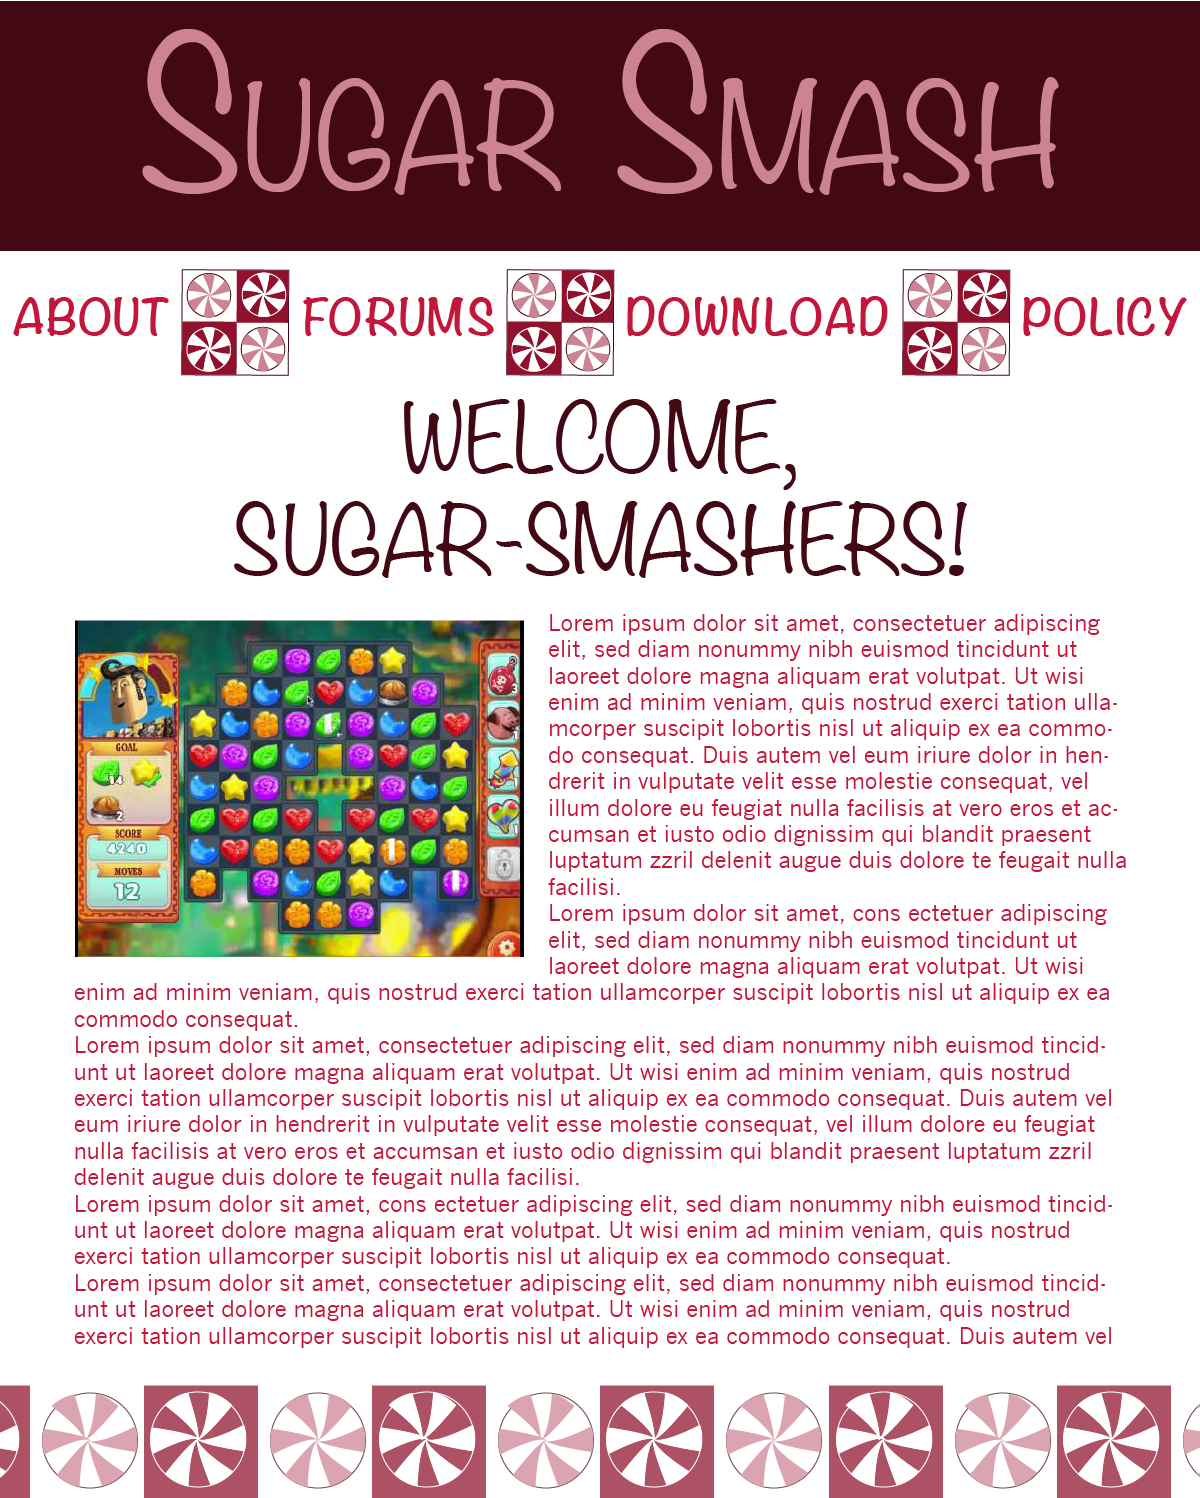 SUGAR SMASH
ABOUT FORUMS DOWNLOAD POLICY
WELCOME,
SUGAR-SMASHERS!
GOAL
14
2
SCORE
4240
MOVES
12
3
1
Lorem ipsum dolor sit amet, consectetuer adipiscing
elit, sed diam nonummy nibh euismod tincidunt ut
laoreet dolore magna aliquam erat volutpat. Ut wisi
enim ad minim veniam, quis nostrud exerci tation ulla-
mcorper suscipit lobortis nisl ut aliquip ex ea commo-
do consequat. Duis autem vel eum iriure dolor in hen-
drerit in vulputate velit esse molestie consequat, vel
illum dolore eu feugiat nulla facilisis at vero eros et ac-
cumsan et iusto odio dignissim qui blandit praesent
luptatum zzril delenit augue duis dolore te feugait nulla
facilisi.
Lorem ipsum dolor sit amet, cons ectetuer adipiscing
elit, sed diam nonummy nibh euismod tincidunt ut
laoreet dolore magna aliquam erat volutpat. Ut wisi
enim ad minim veniam, quis nostrud exerci tation ullamcorper suscipit lobortis nisl ut aliquip ex ea
commodo consequat.
Lorem ipsum dolor sit amet, consectetuer adipiscing elit, sed diam nonummy nibh euismod tincid-
unt ut laoreet dolore magna aliquam erat volutpat. Ut wisi enim ad minim veniam, quis nostrud
exerci tation ullamcorper suscipit lobortis nisl ut aliquip ex ea commodo consequat. Duis autem vel
eum iriure dolor in hendrerit in vulputate velit esse molestie consequat, vel illum dolore eu feugiat
nulla facilisis at vero eros et accumsan et iusto odio dignissim qui blandit praesent luptatum zzril
delenit augue duis dolore te feugait nulla facilisi.
Lorem ipsum dolor sit amet, cons ectetuer adipiscing elit, sed diam nonummy nibh euismod tincid-
unt ut laoreet dolore magna aliquam erat volutpat. Ut wisi enim ad minim veniam, quis nostrud
exerci tation ullamcorper suscipit lobortis nisl ut aliquip ex ea commodo consequat.
Lorem ipsum dolor sit amet, consectetuer adipiscing elit, sed diam nonummy nibh euismod tincid-
unt ut laoreet dolore magna aliquam erat volutpat. Ut wisi enim ad minim veniam, quis nostrud
exerci tation ullamcorper suscipit lobortis nisl ut aliquip ex ea commodo consequat. Duis autem vel